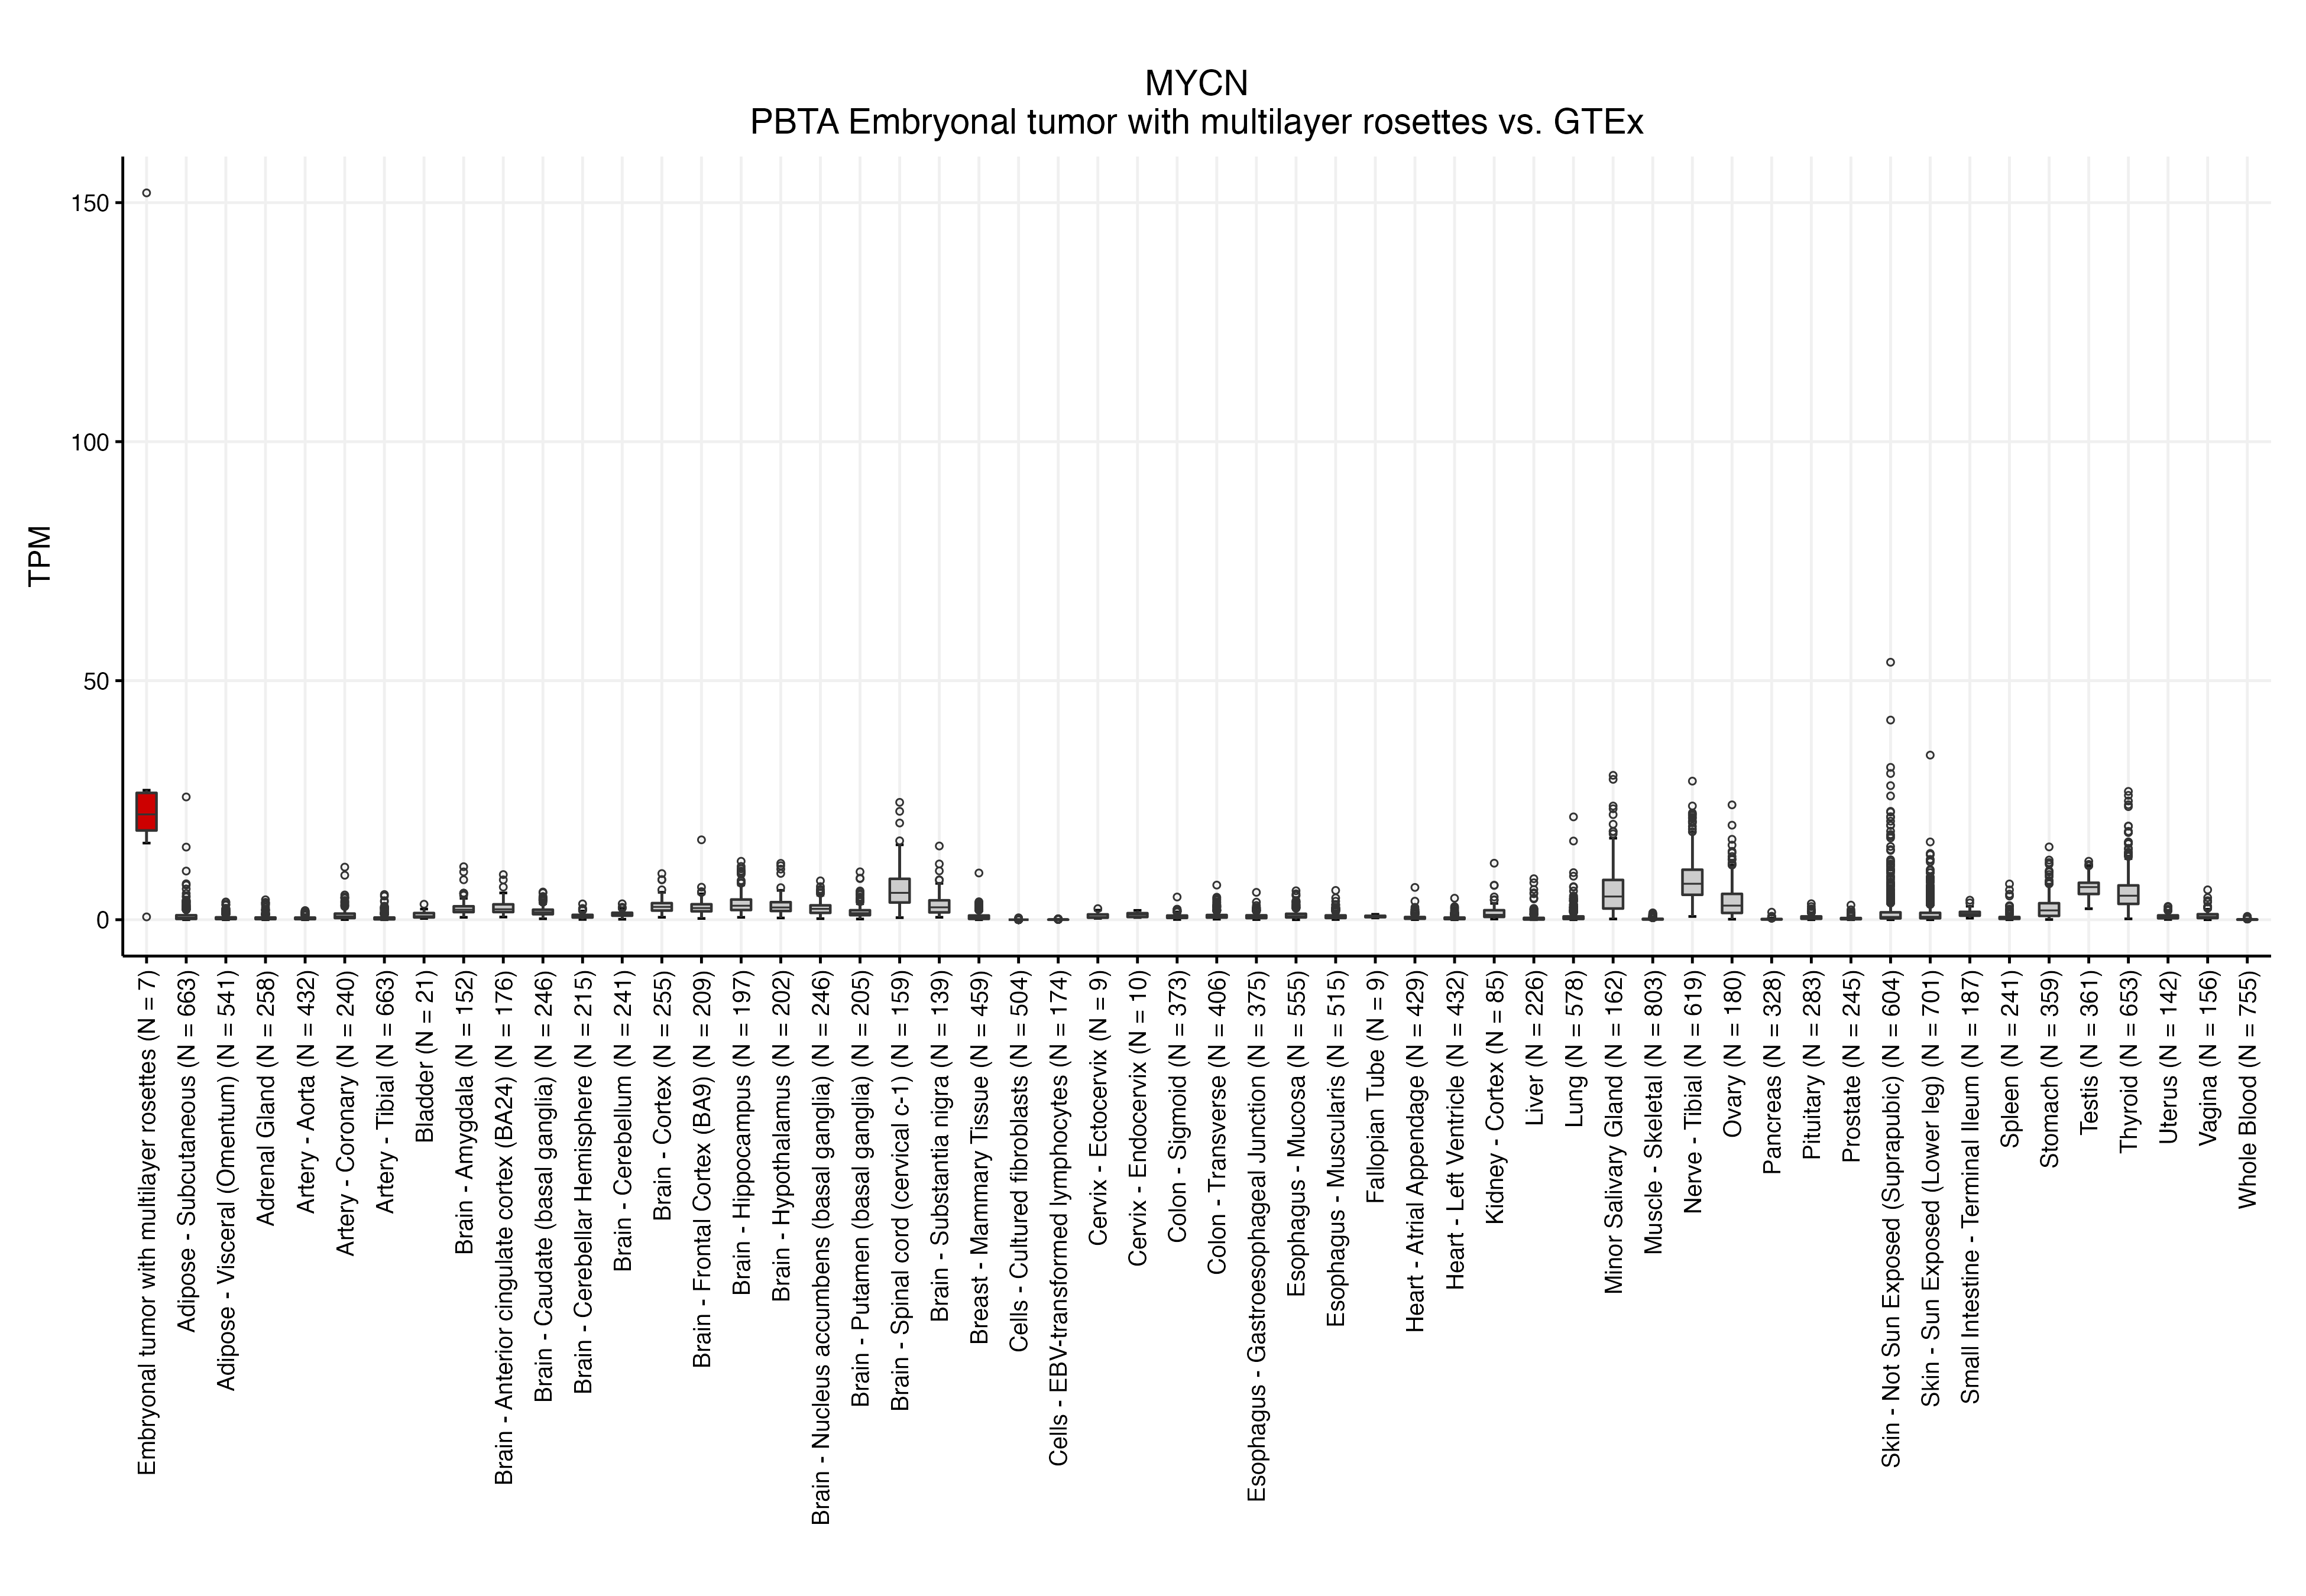 MYCN
PBTA Embryonal tumor with multilayer rosettes vs. GTEx
TPM
150
100
50
0
Embryonal tumor with multilayer rosettes (N = 7)
Adipose - Subcutaneous (N = 663)
Adipose - Visceral (Omentum) (N = 541)
Adrenal Gland (N = 258)
Artery - Aorta (N = 432)
Artery - Coronary (N = 240)
Artery - Tibial (N = 663)
Bladder (N = 21)
Brain - Amygdala (N = 152)
Brain - Anterior cingulate cortex (BA24) (N = 176)
Brain - Caudate (basal ganglia) (N = 246)
Brain - Cerebellar Hemisphere (N = 215)
Brain - Cerebellum (N = 241)
Brain - Cortex (N = 255)
Brain - Frontal Cortex (BA9) (N = 209)
Brain - Hippocampus (N = 197)
Brain - Hypothalamus (N = 202)
Brain - Nucleus accumbens (basal ganglia) (N = 246)
Brain - Putamen (basal ganglia) (N = 205)
Brain - Spinal cord (cervical c-1) (N = 159)
Brain - Substantia nigra (N = 139)
Breast - Mammary Tissue (N = 459)
Cells - Cultured fibroblasts (N = 504)
Cells - EBV-transformed lymphocytes (N = 174)
Cervix - Ectocervix (N = 9)
Cervix - Endocervix (N = 10)
Colon - Sigmoid (N = 373)
Colon - Transverse (N = 406)
Esophagus - Gastroesophageal Junction (N = 375)
Esophagus - Mucosa (N = 555)
Esophagus - Muscularis (N = 515)
Fallopian Tube (N = 9)
Heart - Atrial Appendage (N = 429)
Heart - Left Ventricle (N = 432)
Kidney - Cortex (N = 85)
Liver (N = 226)
Lung (N = 578)
Minor Salivary Gland (N = 162)
Muscle - Skeletal (N = 803)
Nerve - Tibial (N = 619)
Ovary (N = 180)
Pancreas (N = 328)
Pituitary (N = 283)
Prostate (N = 245)
Skin - Not Sun Exposed (Suprapubic) (N = 604)
Skin - Sun Exposed (Lower leg) (N = 701)
Small Intestine - Terminal Ileum (N = 187)
Spleen (N = 241)
Stomach (N = 359)
Testis (N = 361)
Thyroid (N = 653)
Uterus (N = 142)
Vagina (N = 156)
Whole Blood (N = 755)